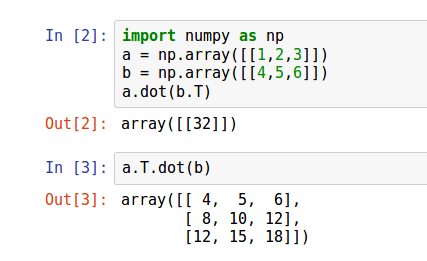 In [2]: import numpy as np
a = np.array([[1,2,3]])
b = np.array([[4,5,6]])
a.dot(b.T)
Out[2]: array([[32]])
In [3]: a.T.dot(b)
Out[3]: array([[ 4,  5,  6],
[ 8, 10, 12],
[12, 15, 18]])